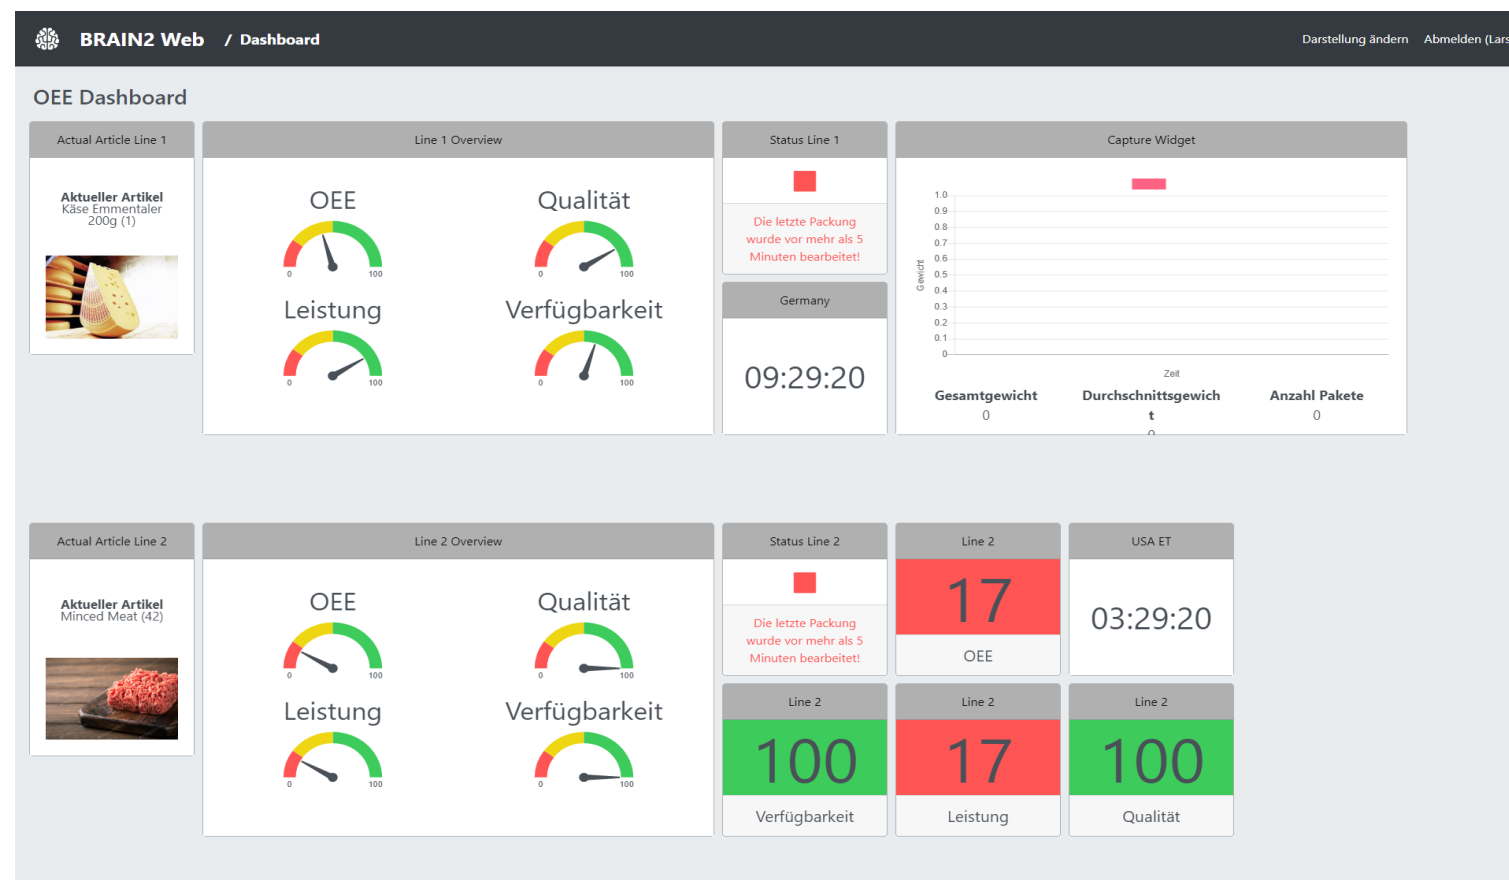 BRAIN2 Web / Dashboard
Darstellung ändern Abmelden (Lars
OEE Dashboard
Actual Article Line 1
Aktueller Artikel
Käse Emmentaler
200g (1)
Line 1 Overview
OEE
0 100
Qualität
0 100
Leistung
0 100
Verfügbarkeit
0 100
Status Line 1
Die letzte Packung
wurde vor mehr als 5
Minuten bearbeitet!
Germany
09:29:20
Capture Widget
1.0
0.9
0.8
0.7
0.6
0.5
0.4
0.3
0.2
0.1
0
Gewicht
Zeit
Gesamtgewicht
0
Durchschnittsgewich
t
0
Anzahl Pakete
0
Actual Article Line 2
Aktueller Artikel
Minced Meat (42)
Line 2 Overview
OEE
0 100
Qualität
0 100
Leistung
0 100
Verfügbarkeit
0 100
Status Line 2
Die letzte Packung
wurde vor mehr als 5
Minuten bearbeitet!
Line 2
17
OEE
USA ET
03:29:20
Line 2
100
Verfügbarkeit
Line 2
17
Leistung
Line 2
100
Qualität